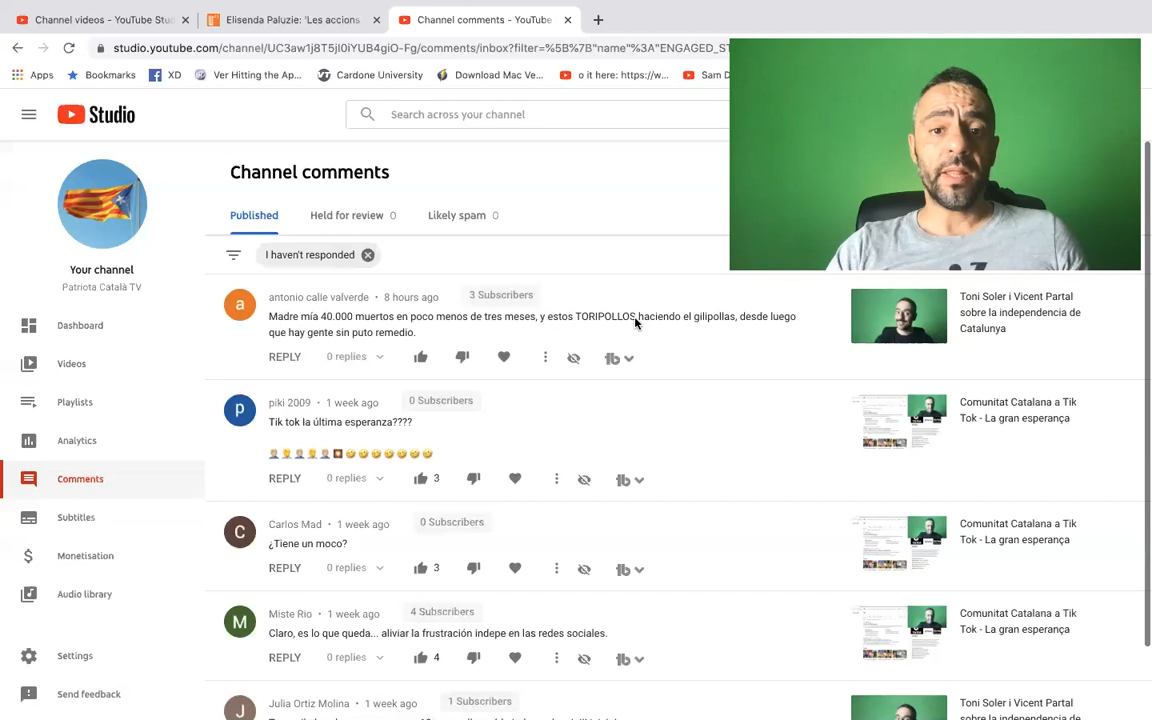 Channel videos - YouTube Stu
Elisenda Paluzie: 'Les accions
Channel comments - YouTube
studio.youtube.com/channel/UC3aw1j8T5jI0iYUB4giO-Fg/comments/inbox?filter=%5B%7B"name"%3A"ENGAGED_ST
Apps
Bookmarks
XD
Ver Hitting the Ap...
Cardone University
Download Mac Ve...
o it here: https://w...
Sam D
Studio
Search across your channel
Your channel
Patriota Català TV
Dashboard
Videos
Playlists
Analytics
Comments
Subtitles
Monetisation
Audio library
Settings
Send feedback
Channel comments
Published
Held for review 0
Likely spam 0
I haven't responded
antonio calle valverde • 8 hours ago 3 Subscribers
Madre mía 40.000 muertos en poco menos de tres meses, y estos TORIPOLLOS haciendo el gilipollas, desde luego
que hay gente sin puto remedio.
REPLY 0 replies
Toni Soler i Vicent Partal
sobre la independencia de
Catalunya
piki 2009 • 1 week ago 0 Subscribers
Tik tok la última esperanza????
🤦🏼🤦🏼💥🤣🤣🤣🤣🤣🤣🤣
REPLY 0 replies 3
Comunitat Catalana a Tik
Tok - La gran esperança
Carlos Mad • 1 week ago 0 Subscribers
¿Tiene un moco?
REPLY 0 replies 3
Comunitat Catalana a Tik
Tok - La gran esperança
Miste Rio • 1 week ago 4 Subscribers
Claro, es lo que queda... aliviar la frustración indepe en las redes sociales.
REPLY 0 replies 4
Comunitat Catalana a Tik
Tok - La gran esperança
Julia Ortiz Molina • 1 week ago 1 Subscribers
Toni Soler i Vicent Partal
sobre la independencia de